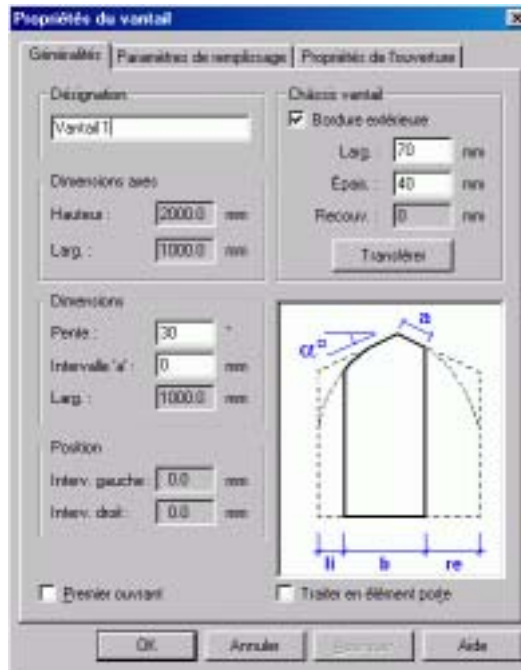 Propriétés du vantail
Généralités
Paramètres de remplissage
Propriétés de l'ouverture
Désignation
Vantail 1
Dimensions axes
Hauteur : 2000.0 mm
Larg. : 1000.0 mm
Châssis vantail
Bordure extérieure
Larg. 70 mm
Épais. : 40 mm
Recouv. : 0 mm
Transférer
Dimensions
Pente : 30 °
Intervalle 'a' : 0 mm
Larg. : 1000.0 mm
Position
Interv. gauche : 0.0 mm
Interv. droit : 0.0 mm
a
α°
li b re
Premier ouvrant
Traiter en élément porte
OK
Annuler
Aide